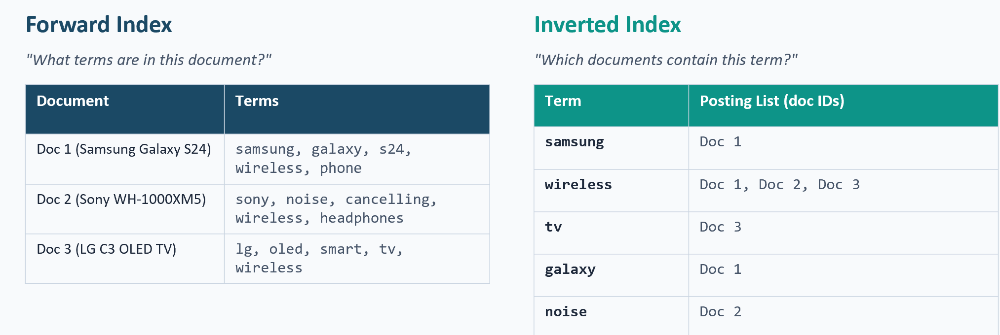 Forward Index
"What terms are in this document?"
Document Terms
Doc 1 (Samsung Galaxy S24) samsung, galaxy, s24,
wireless, phone
Doc 2 (Sony WH-1000XM5) sony, noise, cancelling,
wireless, headphones
Doc 3 (LG C3 OLED TV) lg, oled, smart, tv,
wireless
Inverted Index
"Which documents contain this term?"
Term Posting List (doc IDs)
samsung Doc 1
wireless Doc 1, Doc 2, Doc 3
tv Doc 3
galaxy Doc 1
noise Doc 2